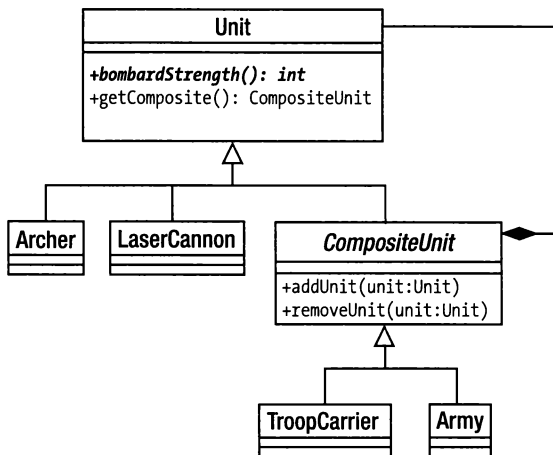 Unit
+bombardStrength(): int
+getComposite(): CompositeUnit
Archer
LaserCannon
CompositeUnit
+addUnit(unit:Unit)
+removeUnit(unit:Unit)
TroopCarrier
Army